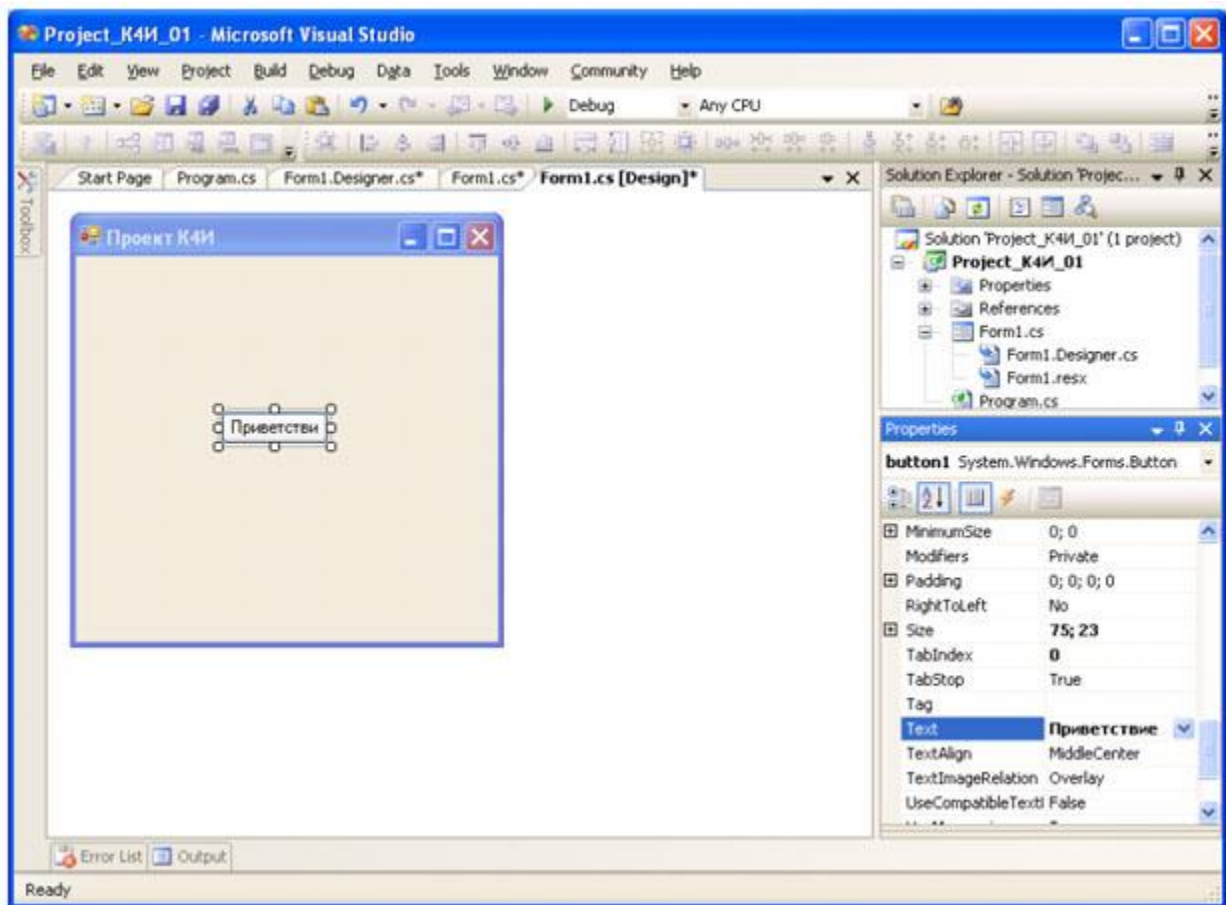 Project_К4И_01 - Microsoft Visual Studio
File Edit View Project Build Debug Data Tools Window Community Help
Debug Any CPU
Toolbox
Start Page Program.cs Form1.Designer.cs* Form1.cs* Form1.cs [Design]*
Проект К4И
Приветстви
Solution Explorer - Solution 'Projec...
Solution 'Project_К4И_01' (1 project)
Project_К4И_01
Properties
References
Form1.cs
Form1.Designer.cs
Form1.resx
Program.cs
Properties
button1 System.Windows.Forms.Button
MinimumSize 0; 0
Modifiers Private
Padding 0; 0; 0; 0
RightToLeft No
Size 75; 23
TabIndex 0
TabStop True
Tag
Text Приветствие
TextAlign MiddleCenter
TextImageRelation Overlay
UseCompatibleText False
Error List Output
Ready